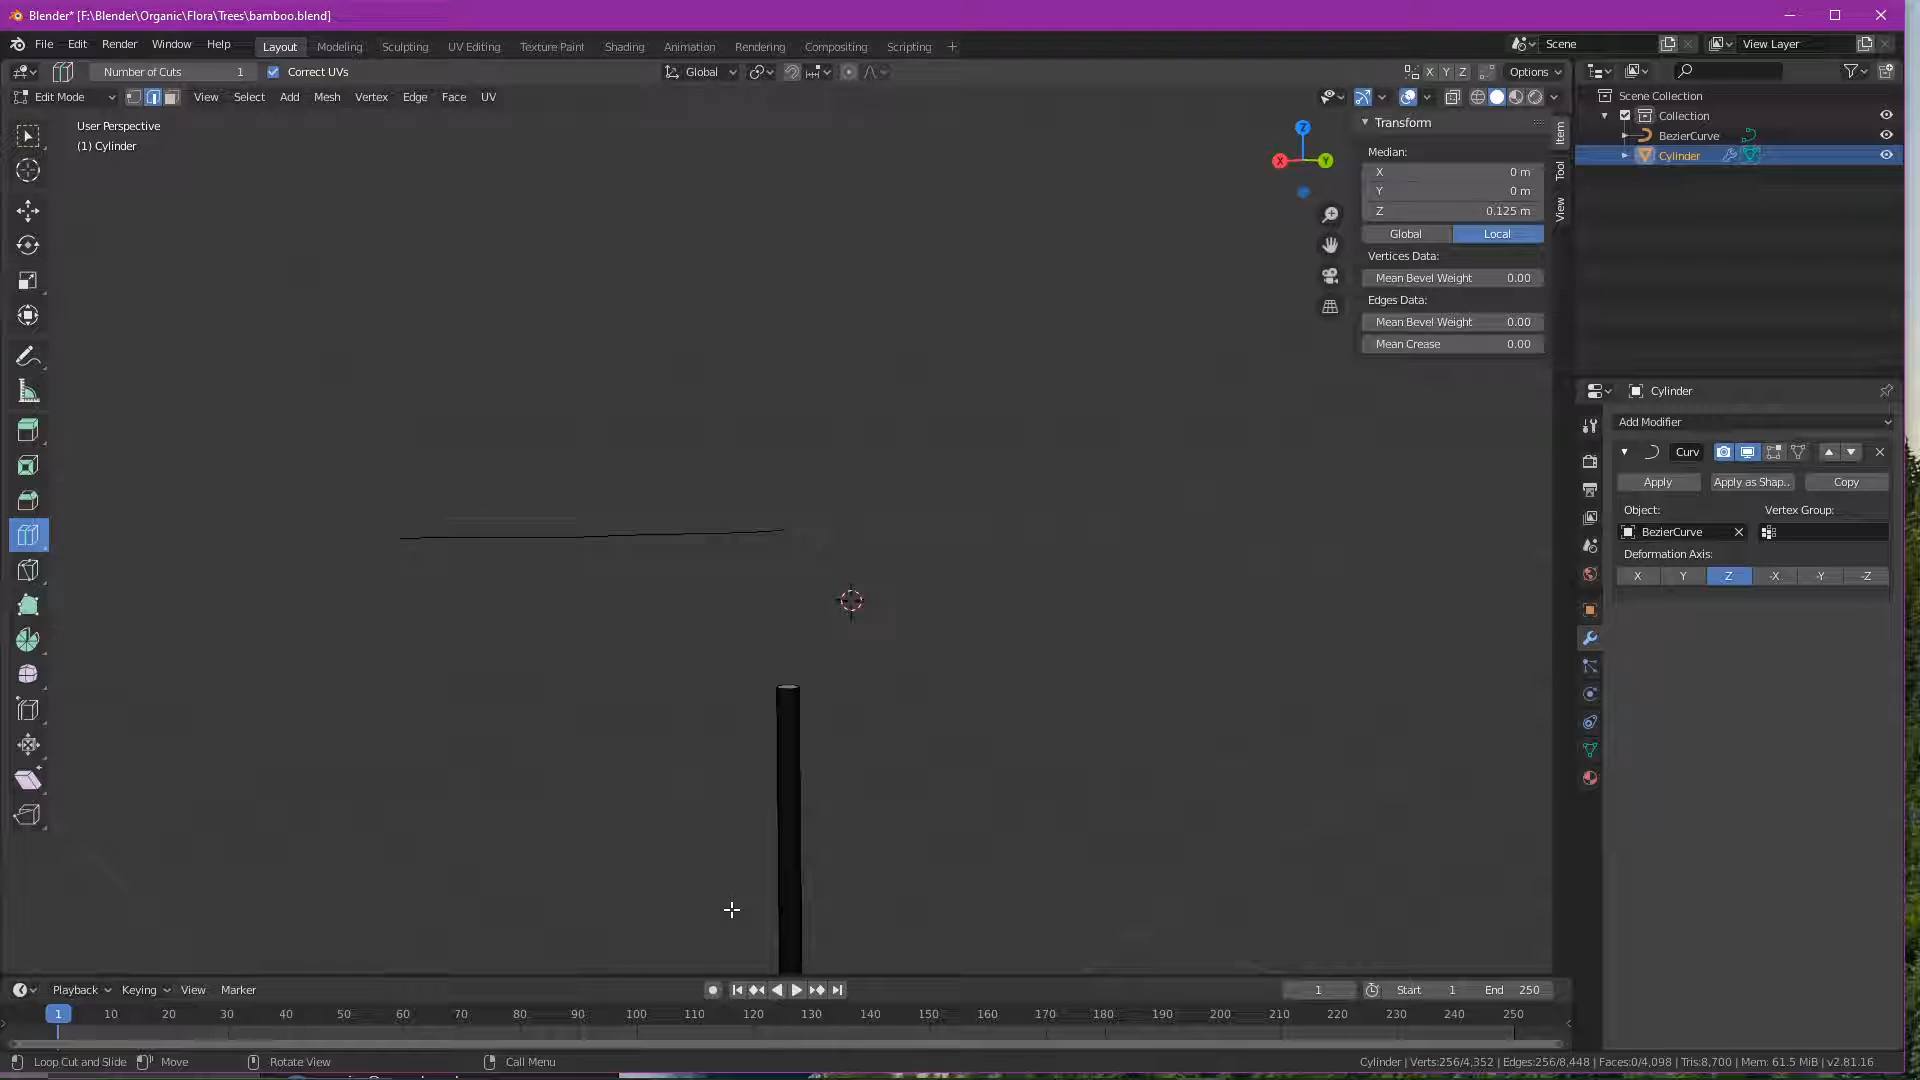 Blender* [F:\Blender\Organic\Flora\Trees\bamboo.blend]
File Edit Render Window Help Layout Modeling Sculpting UV Editing Texture Paint Shading Animation Rendering Compositing Scripting + Scene View Layer
Number of Cuts 1 Correct UVs Global X Y Z Options
Edit Mode View Select Add Mesh Vertex Edge Face UV
User Perspective
(1) Cylinder
Z
X
Y
Transform
Median:
X 0 m
Y 0 m
Z 0.125 m
Global Local
Vertices Data:
Mean Bevel Weight 0.00
Edges Data:
Mean Bevel Weight 0.00
Mean Crease 0.00
Item
Tool
View
Scene Collection
Collection
BezierCurve
Cylinder
Cylinder
Add Modifier
Curv
Apply Apply as Shap.. Copy
Object: Vertex Group:
BezierCurve
Deformation Axis:
X Y Z -X -Y -Z
Playback Keying View Marker 1 Start 1 End 250
1 10 20 30 40 50 60 70 80 90 100 110 120 130 140 150 160 170 180 190 200 210 220 230 240 250
Loop Cut and Slide Move Rotate View Call Menu Cylinder | Verts:256/4,352 | Edges:256/8,448 | Faces:0/4,098 | Tris:8,700 | Mem: 61.5 MiB | v2.81.16